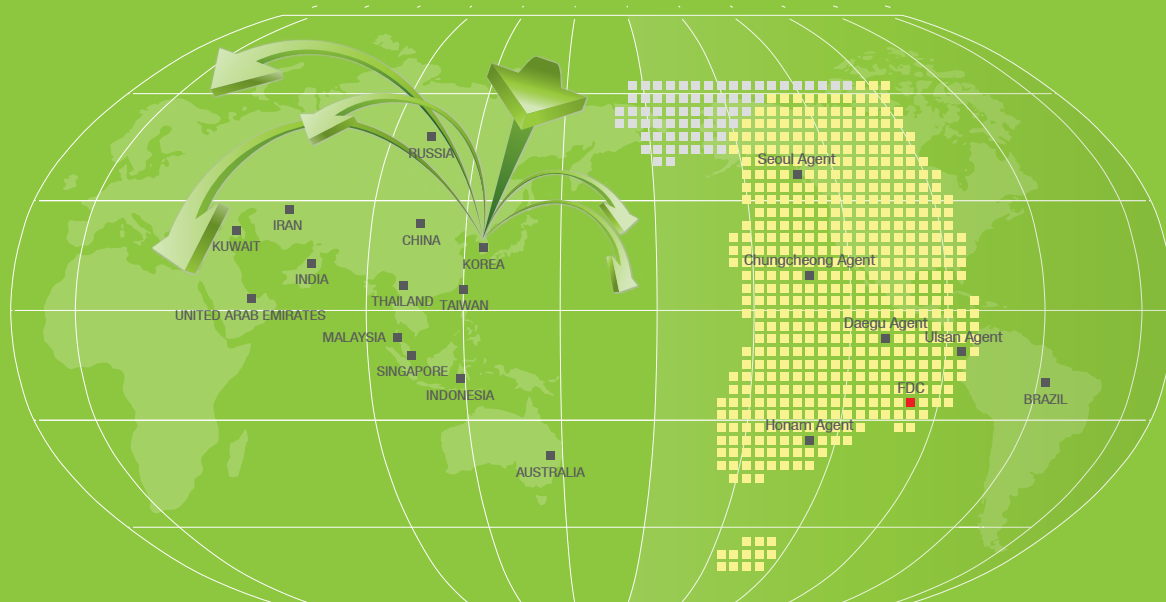 RUSSIA
Seoul Agent
IRAN
KUWAIT
CHINA
KOREA
Chungcheong Agent
INDIA
THAILAND
TAIWAN
UNITED ARAB EMIRATES
Daegu Agent
Ulsan Agent
MALAYSIA
SINGAPORE
INDONESIA
FDC
BRAZIL
Honam Agent
AUSTRALIA